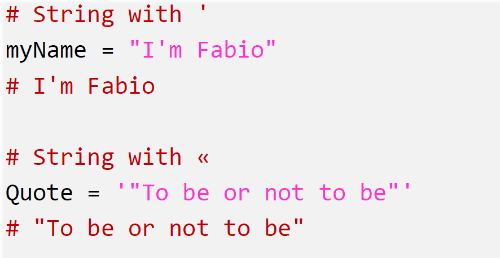 # String with '
myName = "I'm Fabio"
# I'm Fabio
# String with «
Quote = '"To be or not to be"'
# "To be or not to be"